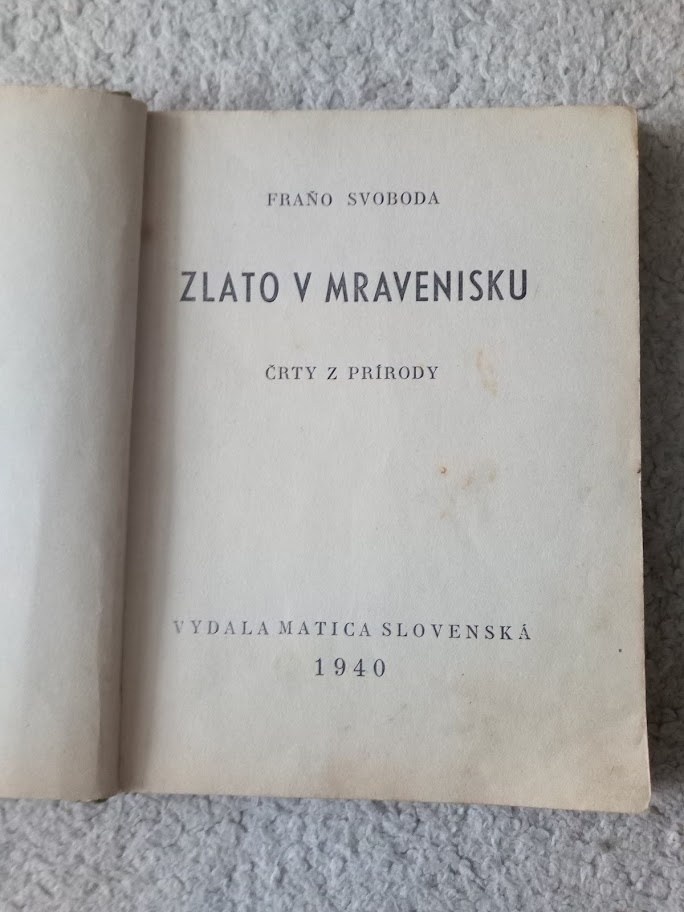 FRAŇO SVOBODA
ZLATO V MRAVENISKU
ČRTY Z PRÍRODY
VYDALA MATICA SLOVENSKÁ
1940